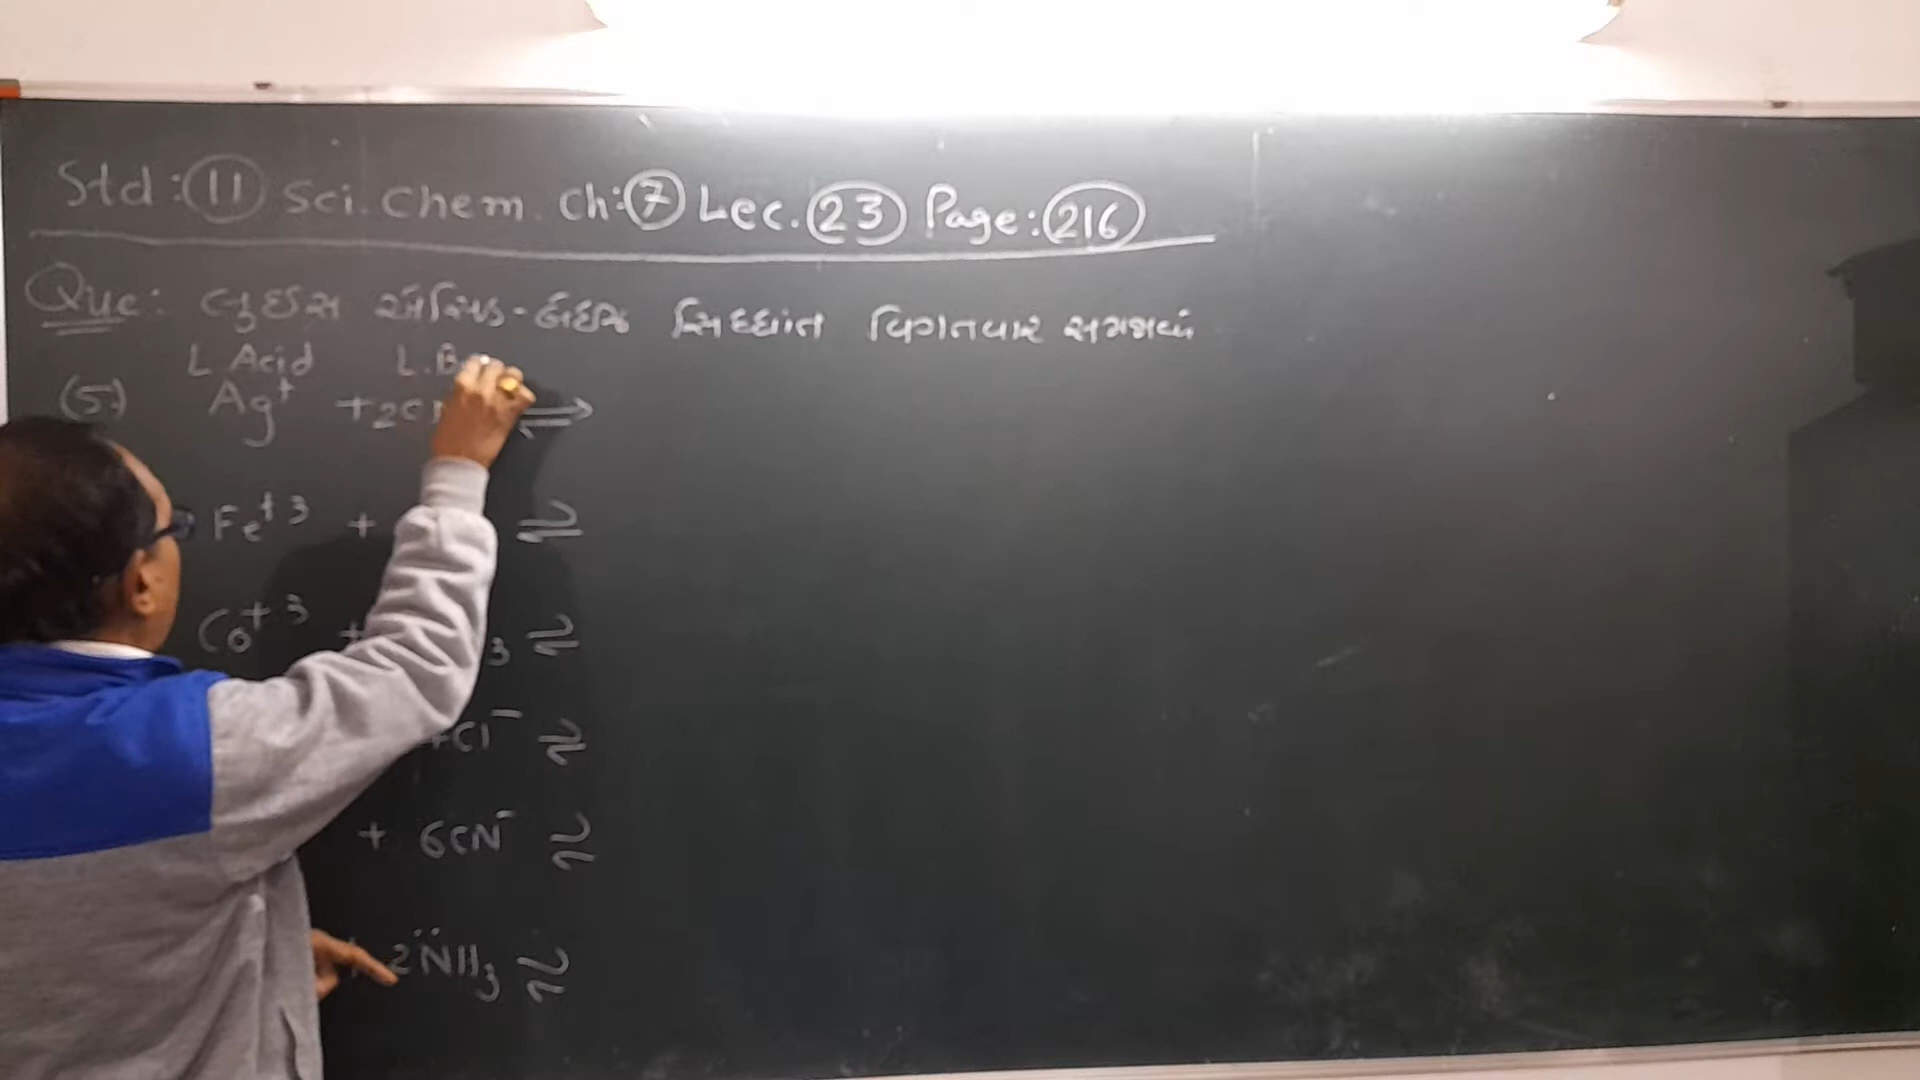 Std: 11 Sci. Chem. Ch: 7 Lec. 23 Page: 216
Que: લુઇસ ઍસિડ-બેઇઝ સિદ્ધાંત વિગતવાર સમજાવો
L. Acid L.B
(5) Ag⁺ + 2C ⇌
Fe⁺³ + ⇌
Co⁺³ + 3 ⇌
+Cl⁻ ⇌
+ 6CN⁻ ⇌
2NH₃ ⇌